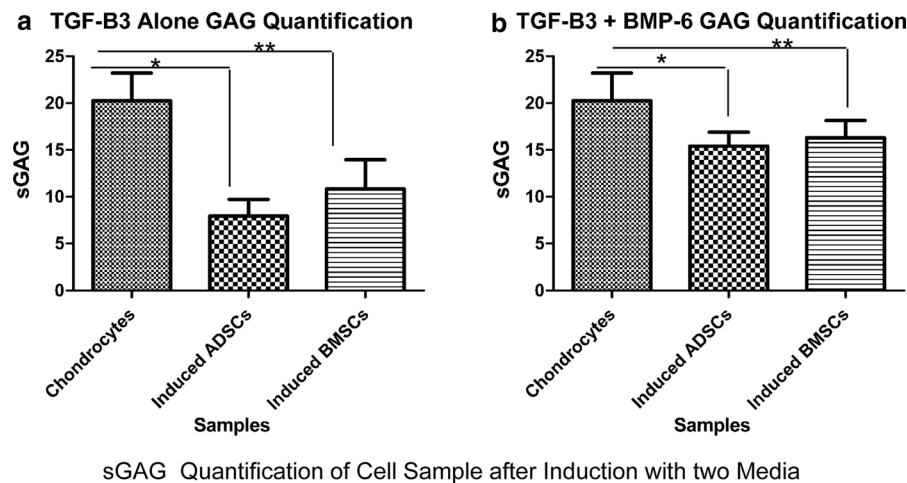 a TGF-B3 Alone GAG Quantification
**
*
25
20
15
10
5
0
sGAG
Chondrocytes
Induced ADSCs
Induced BMSCs
Samples
b TGF-B3 + BMP-6 GAG Quantification
**
*
25
20
15
10
5
0
sGAG
Chondrocytes
Induced ADSCs
Induced BMSCs
Samples
sGAG Quantification of Cell Sample after Induction with two Media